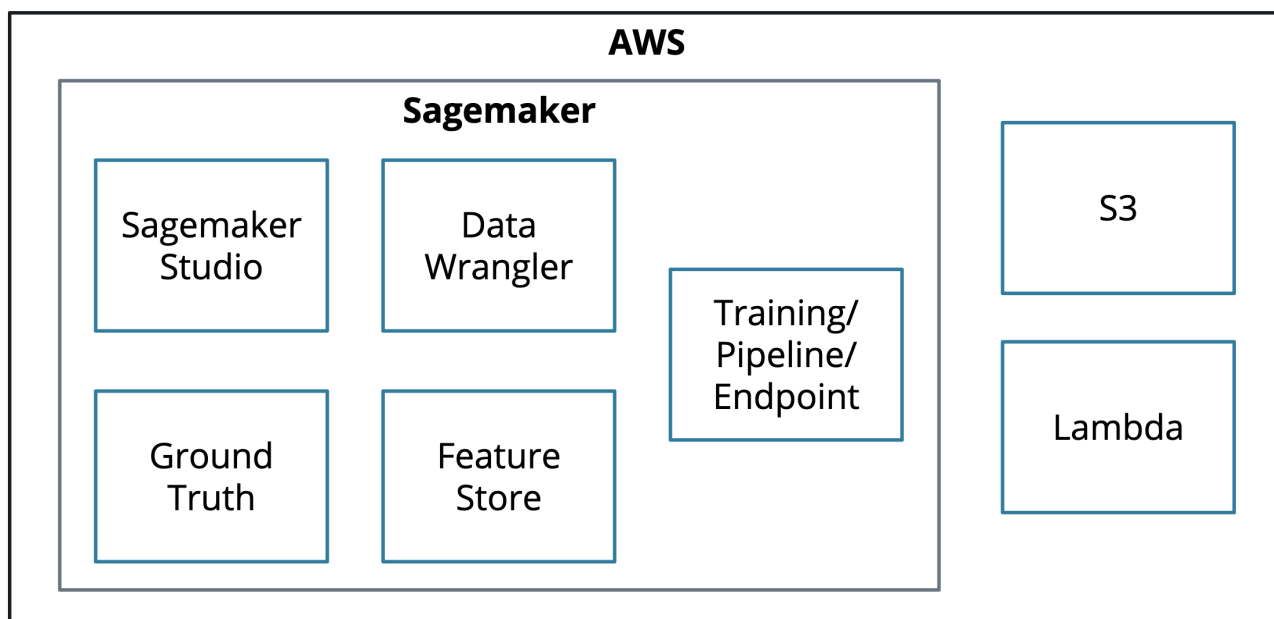 AWS
Sagemaker
Sagemaker
Studio
Data
Wrangler
Training/
Pipeline/
Endpoint
Ground
Truth
Feature
Store
S3
Lambda